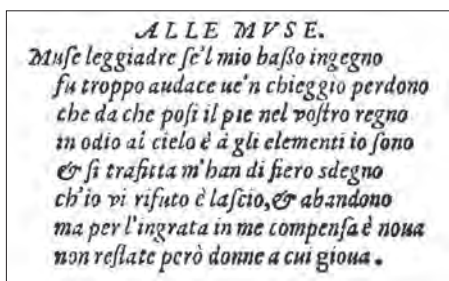 ALLE MVSE.
Muſe leggiadre ſe'l mio baßo ingegno
fu troppo audace ue'n chieggio perdono
che da che poſi il pie nel voſtro regno
in odio al cielo è à gli elementi io ſono
& ſi trafitta m'han di fiero sdegno
ch'io vi rifuto è laſcio, & abandono
ma per l'ingrata in me compenſa è noua
non reſtate però donne a cui gioua.